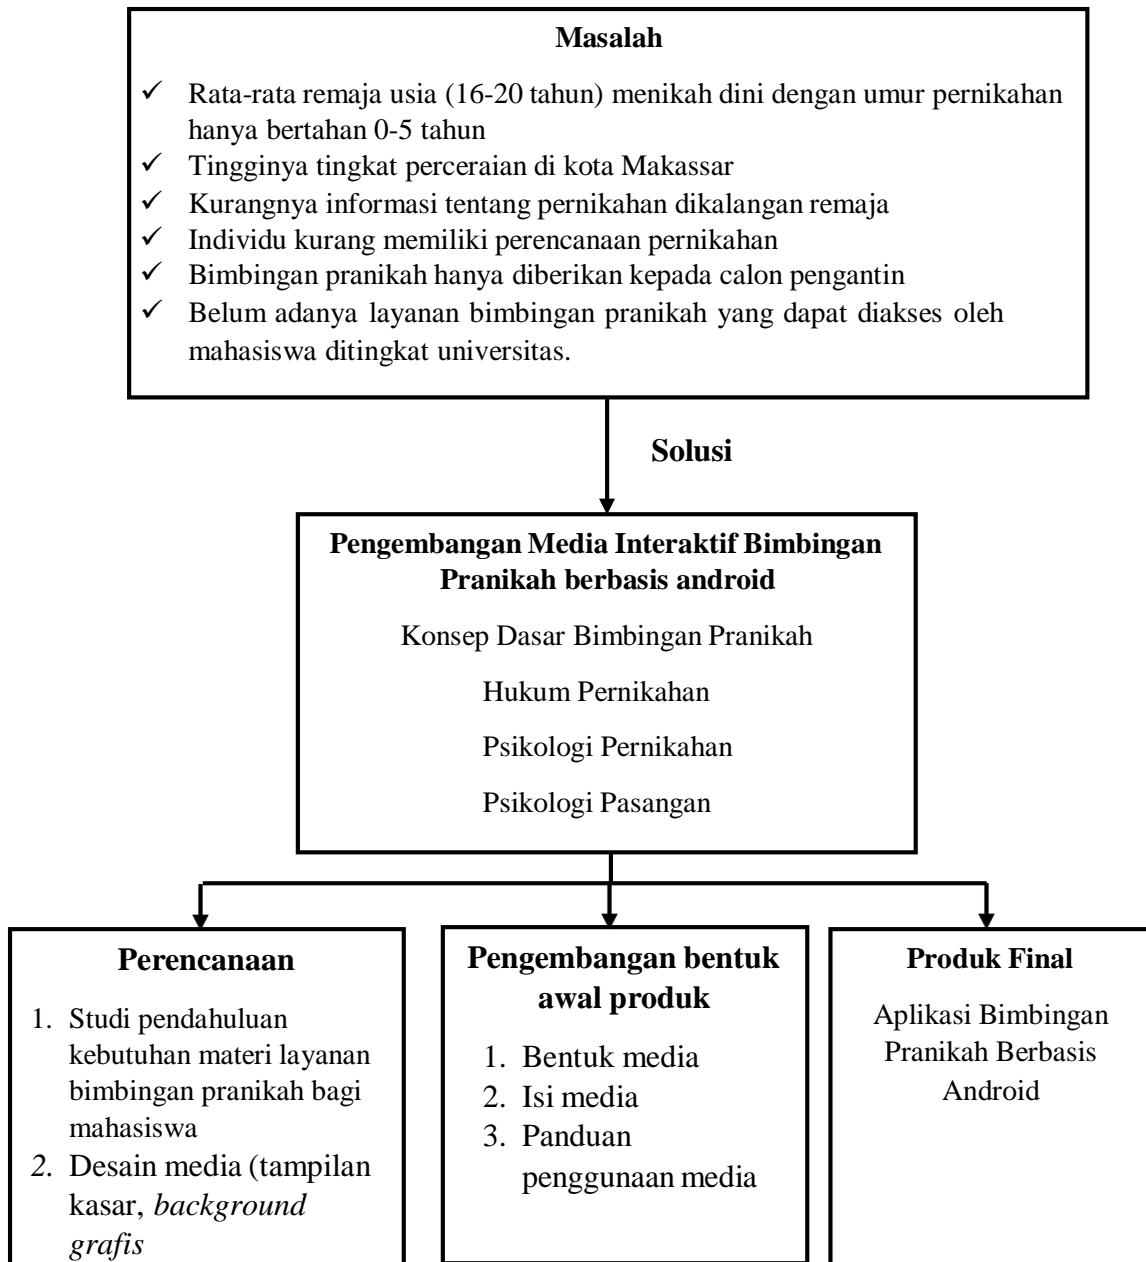 Masalah
✓ Rata-rata remaja usia (16-20 tahun) menikah dini dengan umur pernikahan
hanya bertahan 0-5 tahun
✓ Tingginya tingkat perceraian di kota Makassar
✓ Kurangnya informasi tentang pernikahan dikalangan remaja
✓ Individu kurang memiliki perencanaan pernikahan
✓ Bimbingan pranikah hanya diberikan kepada calon pengantin
✓ Belum adanya layanan bimbingan pranikah yang dapat diakses oleh
mahasiswa ditingkat universitas.
Solusi
Pengembangan Media Interaktif Bimbingan
Pranikah berbasis android
Konsep Dasar Bimbingan Pranikah
Hukum Pernikahan
Psikologi Pernikahan
Psikologi Pasangan
Perencanaan
1. Studi pendahuluan
kebutuhan materi layanan
bimbingan pranikah bagi
mahasiswa
2. Desain media (tampilan
kasar, background
grafis
Pengembangan bentuk
awal produk
1. Bentuk media
2. Isi media
3. Panduan
penggunaan media
Produk Final
Aplikasi Bimbingan
Pranikah Berbasis
Android